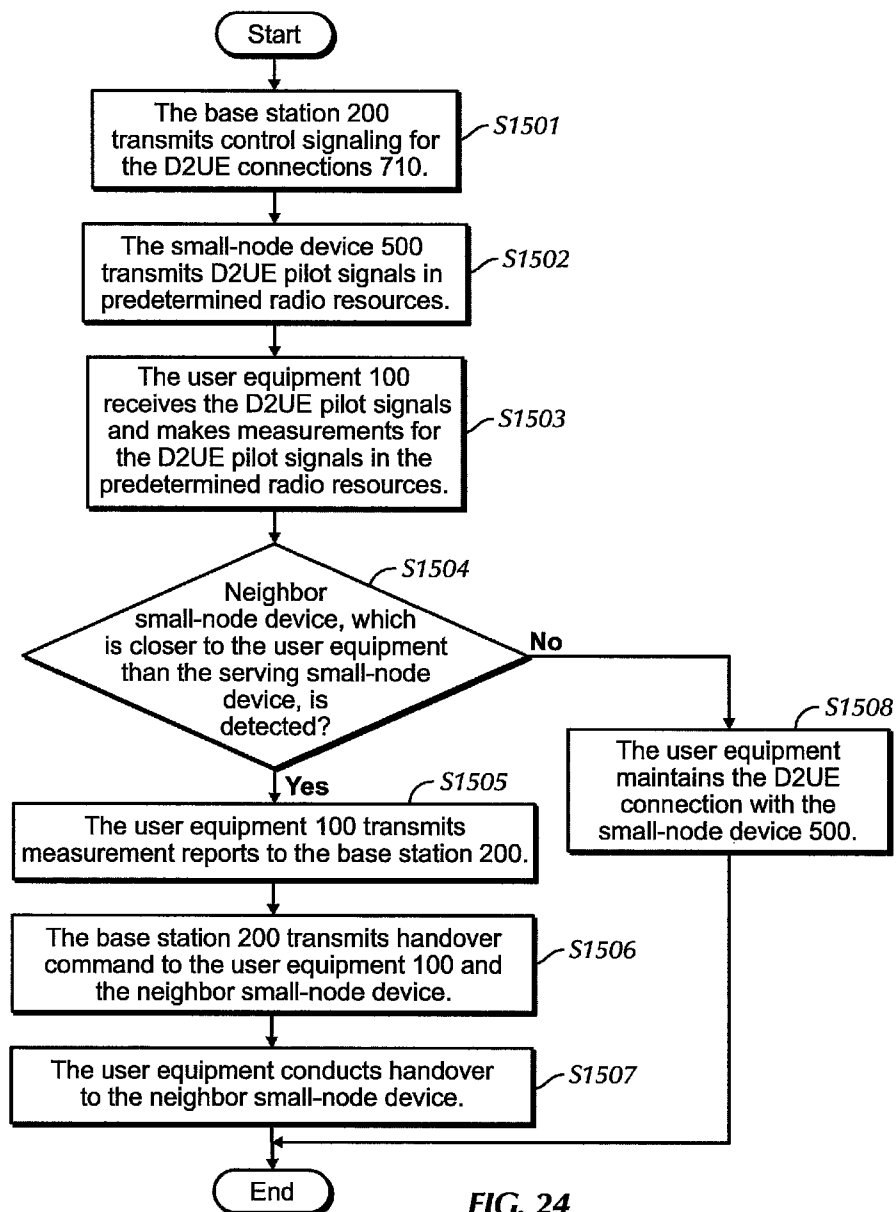 Start
The base station 200
transmits control signaling for
the D2UE connections 710.
S1501
The small-node device 500
transmits D2UE pilot signals in
predetermined radio resources.
S1502
The user equipment 100
receives the D2UE pilot signals
and makes measurements for
the D2UE pilot signals in the
predetermined radio resources.
S1503
Neighbor
small-node device, which
is closer to the user equipment
than the serving small-node
device, is
detected?
S1504
No
Yes
S1508
The user equipment
maintains the D2UE
connection with the
small-node device 500.
S1505
The user equipment 100 transmits
measurement reports to the base station 200.
The base station 200 transmits handover
command to the user equipment 100 and
the neighbor small-node device.
S1506
The user equipment conducts handover
to the neighbor small-node device.
S1507
End
FIG. 24